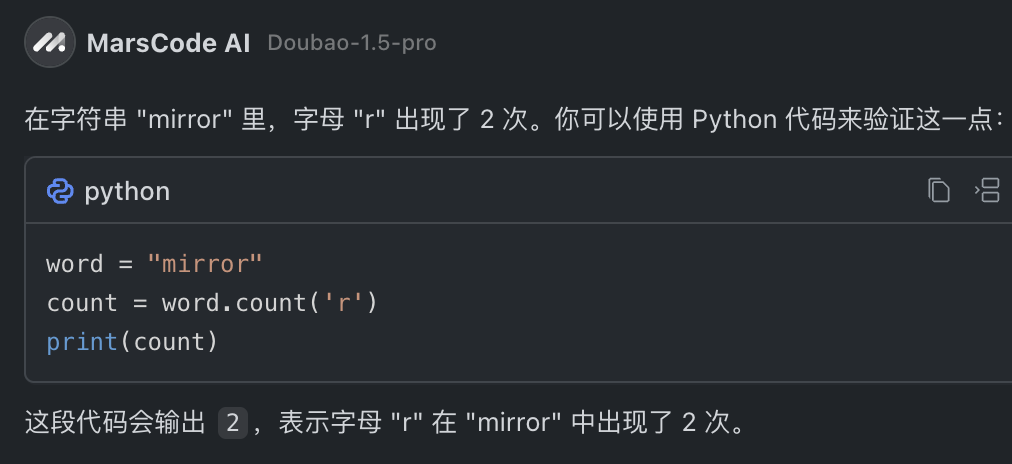 MarsCode AI Doubao-1.5-pro
在字符串 "mirror" 里，字母 "r" 出现了 2 次。你可以使用 Python 代码来验证这一点：
python
word = "mirror"
count = word.count('r')
print(count)
这段代码会输出 2 ，表示字母 "r" 在 "mirror" 中出现了 2 次。